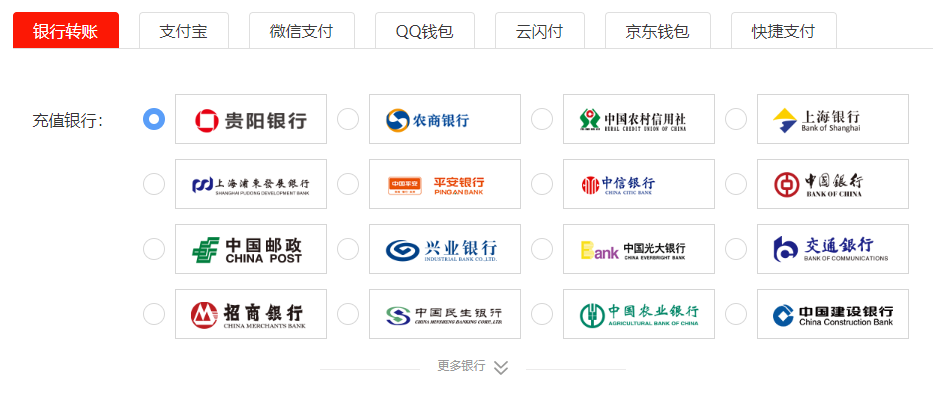 银行转账 支付宝 微信支付 QQ钱包 云闪付 京东钱包 快捷支付
充值银行： 贵阳银行 农商银行 中国农村信用社 上海银行
RURAL CREDIT UNION OF CHINA Bank of Shanghai
上海浦东发展银行 中国平安 平安银行 中信银行 中国银行
SHANGHAI PUDONG DEVELOPMENT BANK PINGAN BANK CHINA CITIC BANK BANK OF CHINA
中国邮政 兴业银行 Bank 中国光大银行 交通银行
CHINA POST INDUSTRIAL BANK CO.,LTD. CHINA EVERBRIGHT BANK BANK OF COMMUNICATIONS
招商银行 中国民生银行 中国农业银行 中国建设银行
CHINA MERCHANTS BANK CHINA MINSHENG BANKING CORP.,LTD. AGRICULTURAL BANK OF CHINA China Construction Bank
更多银行